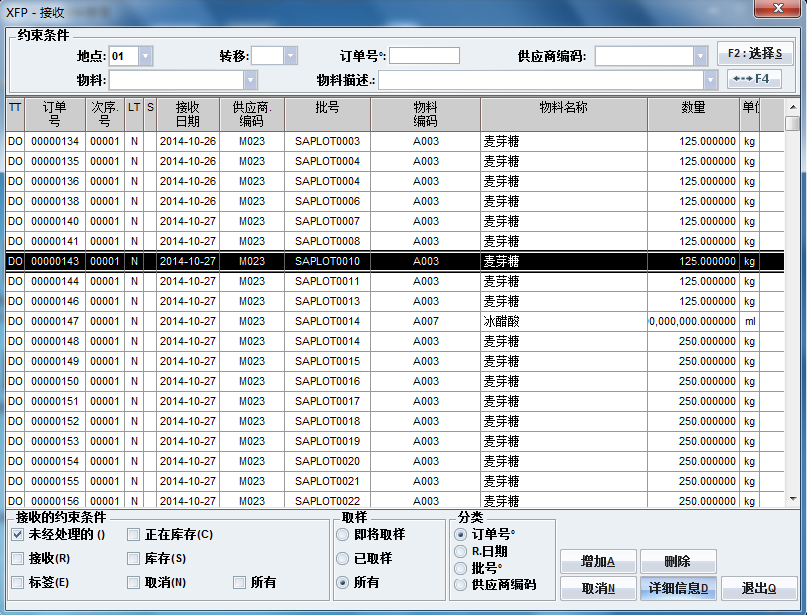 XFP - 接收
约束条件
地点: 01 转移: 订单号°: 供应商编码: F2:选择S
物料: 物料描述.: F4
TT 订单号 次序.号 LT S 接收日期 供应商.编码 批号 物料编码 物料名称 数量
DO 00000134 00001 N 2014-10-26 M023 SAPLOT0003 A003 麦芽糖 125.000000 kg
DO 00000135 00001 N 2014-10-26 M023 SAPLOT0004 A003 麦芽糖 125.000000 kg
DO 00000136 00001 N 2014-10-26 M023 SAPLOT0004 A003 麦芽糖 125.000000 kg
DO 00000138 00001 N 2014-10-26 M023 SAPLOT0006 A003 麦芽糖 125.000000 kg
DO 00000140 00001 N 2014-10-27 M023 SAPLOT0007 A003 麦芽糖 125.000000 kg
DO 00000141 00001 N 2014-10-27 M023 SAPLOT0008 A003 麦芽糖 125.000000 kg
DO 00000143 00001 N 2014-10-27 M023 SAPLOT0010 A003 麦芽糖 125.000000 kg
DO 00000144 00001 N 2014-10-27 M023 SAPLOT0011 A003 麦芽糖 125.000000 kg
DO 00000146 00001 N 2014-10-27 M023 SAPLOT0013 A003 麦芽糖 125.000000 kg
DO 00000147 00001 N 2014-10-27 M023 SAPLOT0014 A007 冰醋酸 0,000,000.000000 ml
DO 00000148 00001 N 2014-10-27 M023 SAPLOT0014 A003 麦芽糖 250.000000 kg
DO 00000149 00001 N 2014-10-27 M023 SAPLOT0015 A003 麦芽糖 250.000000 kg
DO 00000150 00001 N 2014-10-27 M023 SAPLOT0016 A003 麦芽糖 250.000000 kg
DO 00000151 00001 N 2014-10-27 M023 SAPLOT0017 A003 麦芽糖 250.000000 kg
DO 00000152 00001 N 2014-10-27 M023 SAPLOT0018 A003 麦芽糖 250.000000 kg
DO 00000153 00001 N 2014-10-27 M023 SAPLOT0019 A003 麦芽糖 250.000000 kg
DO 00000154 00001 N 2014-10-27 M023 SAPLOT0020 A003 麦芽糖 250.000000 kg
DO 00000155 00001 N 2014-10-27 M023 SAPLOT0021 A003 麦芽糖 250.000000 kg
DO 00000156 00001 N 2014-10-27 M023 SAPLOT0022 A003 麦芽糖 250.000000 kg
接收的约束条件 取样 分类
未经处理的 () 正在库存(C) 即将取样 订单号°
R.日期
接收(R) 库存(S) 已取样 批号° 增加A 删除
标签(E) 取消(N) 所有 所有 供应商编码 取消N 详细信息D 退出Q